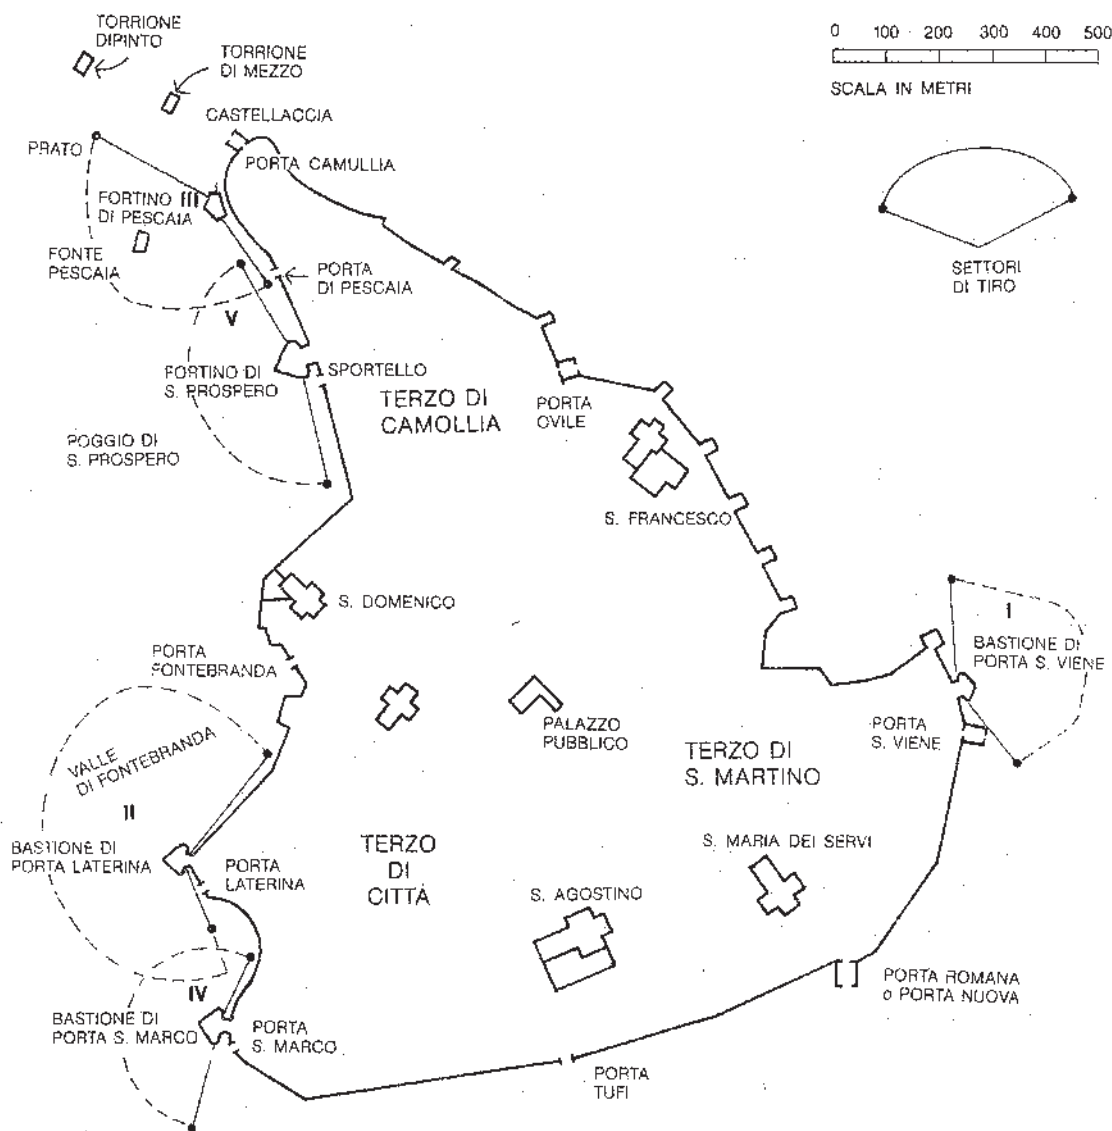 TORRIONE
DIPINTO
TORRIONE
DI MEZZO
0 100 200 300 400 500
SCALA IN METRI
CASTELLACCIA
PRATO
PORTA CAMULLIA
FORTINO III
DI PESCAIA
FONTE
PESCAIA
PORTA
DI PESCAIA
SETTORI
DI TIRO
V
FORTINO DI
S. PROSPERO
SPORTELLO
TERZO DI
CAMOLLIA
PORTA
OVILE
POGGIO DI
S. PROSPERO
S. FRANCESCO
S. DOMENICO
I
BASTIONE DI
PORTA S. VIENE
PORTA
FONTEBRANDA
PALAZZO
PUBBLICO
PORTA
S. VIENE
VALLE
DI FONTEBRANDA
TERZO DI
S. MARTINO
II
BASTIONE DI
PORTA LATERINA
PORTA
LATERINA
TERZO
DI
CITTÀ
S. MARIA DEI SERVI
S. AGOSTINO
IV
BASTIONE DI
PORTA S. MARCO
PORTA
S. MARCO
PORTA ROMANA
o PORTA NUOVA
PORTA
TUFI